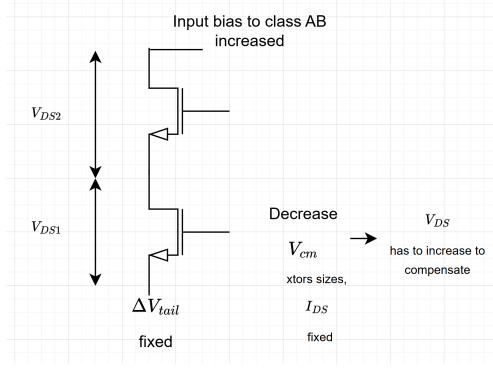 Input bias to class AB
increased
V_{DS2}
V_{DS1}
Decrease
V_{cm}
xtors sizes,
I_{DS}
fixed
V_{DS}
has to increase to
compensate
ΔV_{tail}
fixed